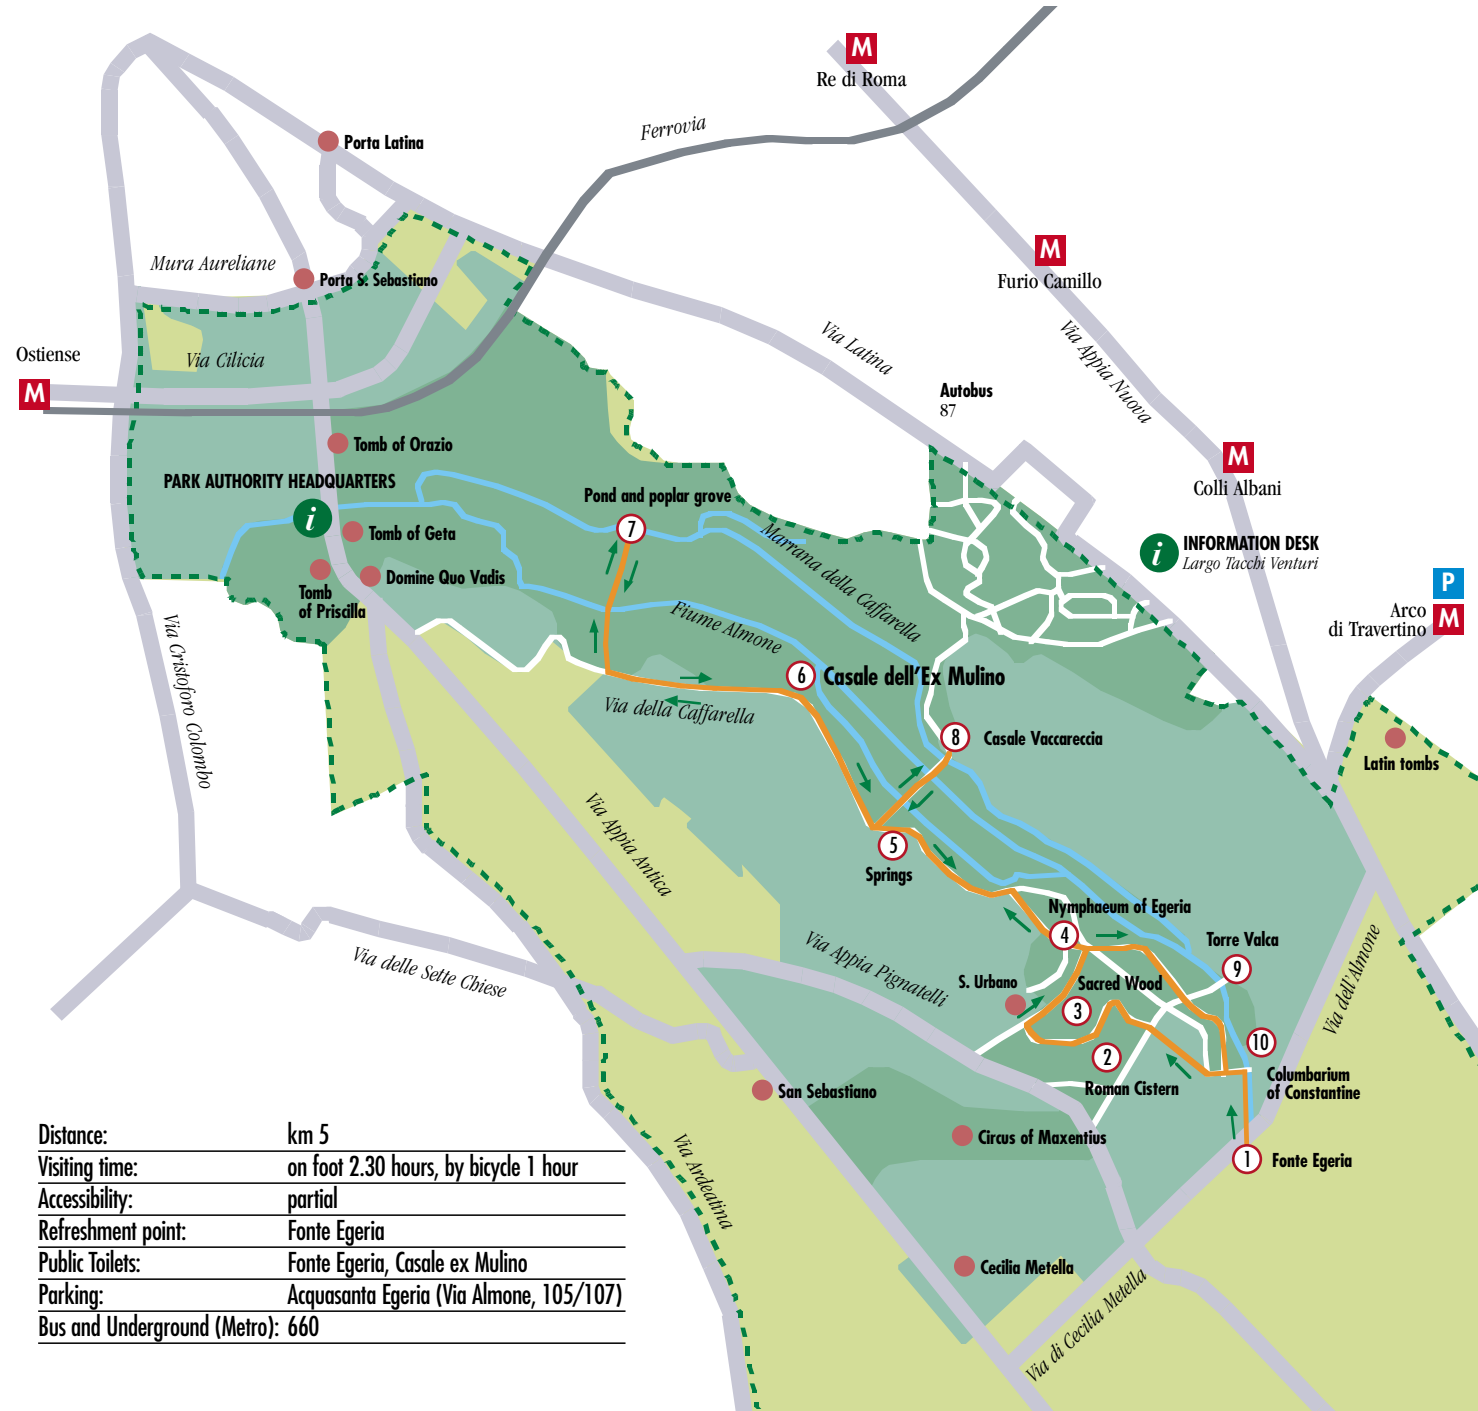 M
Re di Roma
Ferrovia
Porta Latina
M
Furio Camillo
Mura Aureliane
Porta S. Sebastiano
Via Cilicia
Ostiense
M
Via Latina
Via Appia Nuova
Autobus
87
M
Colli Albani
Tomb of Orazio
PARK AUTHORITY HEADQUARTERS
i
Tomb of Geta
Tomb
of Priscilla
Domine Quo Vadis
Pond and poplar grove
7
Marrana della Caffarella
Fiume Almone
i
INFORMATION DESK
Largo Tacchi Venturi
P
Arco
di Travertino
M
Via Cristoforo Colombo
6
Casale dell'Ex Mulino
Via della Caffarella
8
Casale Vaccareccia
Latin tombs
Via Appia Antica
5
Springs
Nymphaeum of Egeria
4
Torre Valca
9
Via delle Sette Chiese
Via Appia Pignatelli
S. Urbano
Sacred Wood
3
Via dell'Almone
2
Roman Cistern
10
Columbarium
of Constantine
San Sebastiano
Circus of Maxentius
1
Fonte Egeria
Via Ardeatina
Cecilia Metella
Via di Cecilia Metella
Distance: km 5
Visiting time: on foot 2.30 hours, by bicycle 1 hour
Accessibility: partial
Refreshment point: Fonte Egeria
Public Toilets: Fonte Egeria, Casale ex Mulino
Parking: Acquasanta Egeria (Via Almone, 105/107)
Bus and Underground (Metro): 660